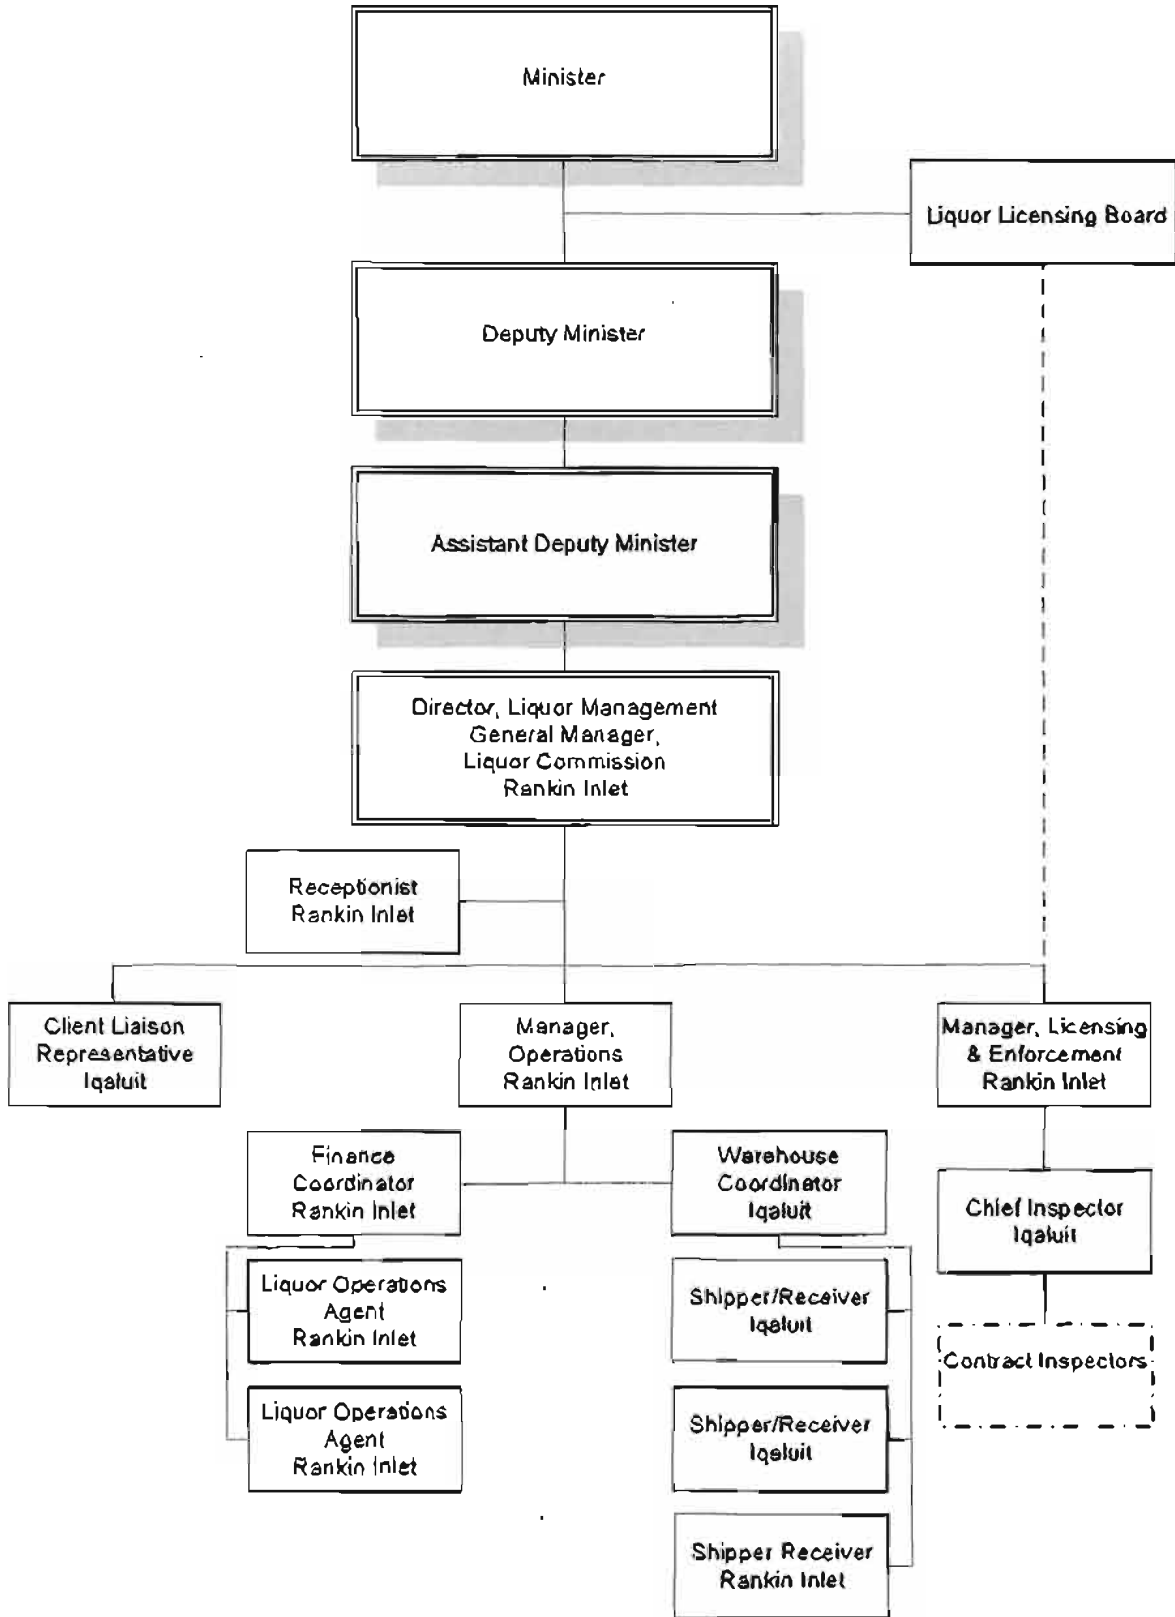 Minister
Liquor Licensing Board
Deputy Minister
Assistant Deputy Minister
Director, Liquor Management
General Manager,
Liquor Commission
Rankin Inlet
Receptionist
Rankin Inlet
Client Liaison
Representative
Iqaluit
Manager,
Operations
Rankin Inlet
Manager, Licensing
& Enforcement
Rankin Inlet
Finance
Coordinator
Rankin Inlet
Warehouse
Coordinator
Iqaluit
Chief Inspector
Iqaluit
Liquor Operations
Agent
Rankin Inlet
Shipper/Receiver
Iqaluit
Contract Inspectors
Liquor Operations
Agent
Rankin Inlet
Shipper/Receiver
Iqaluit
Shipper Receiver
Rankin Inlet